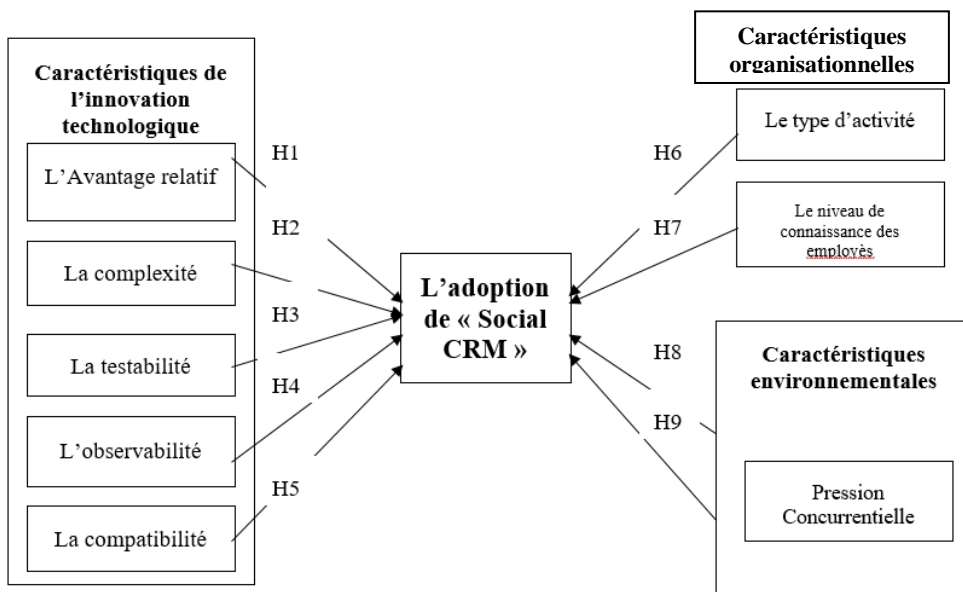 Caractéristiques de
l'innovation
technologique
L'Avantage relatif
La complexité
La testabilité
L'observabilité
La compatibilité
H1
H2
H3
H4
H5
L'adoption
de « Social
CRM »
H6
H7
H8
H9
Caractéristiques
organisationnelles
Le type d'activité
Le niveau de
connaissance des
employès
Caractéristiques
environnementales
Pression
Concurrentielle